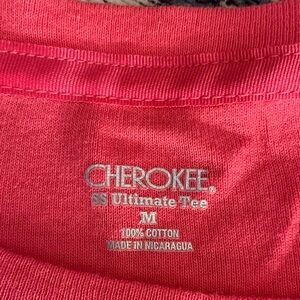 CHEROKEE®
SS Ultimate Tee
M
100% COTTON
MADE IN NICARAGUA